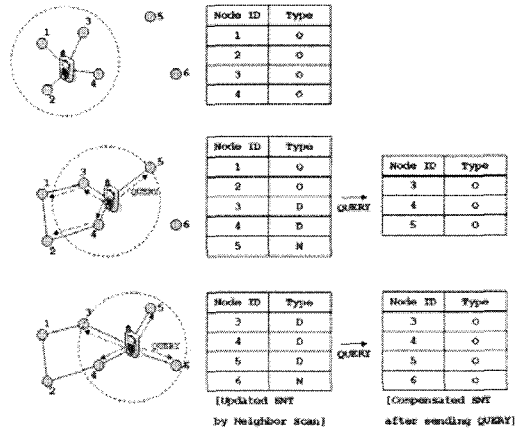 Node ID Type
1 O
2 O
3 O
4 O
1
3
2
4
5
6
Node ID Type
1 O
2 O
3 D
4 D
5 N
QUERY
Node ID Type
3 O
4 O
5 O
1
3
2
4
5
6
QUERY
Node ID Type
3 D
4 D
5 D
6 N
QUERY
Node ID Type
3 O
4 O
5 O
6 O
1
3
2
4
5
6
QUERY
[Updated SNT
by Neighbor Scan]
[Compensated SNT
after sending QUERY]